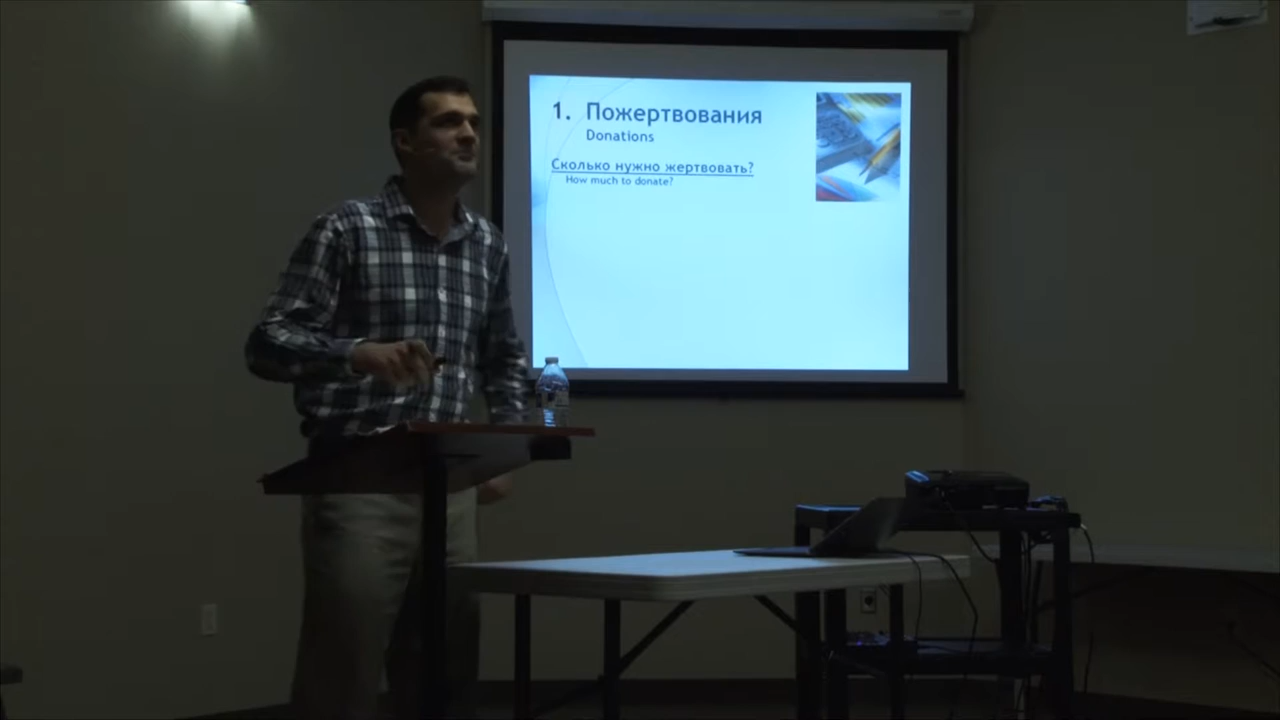 1. Пожертвования
Donations
Сколько нужно жертвовать?
How much to donate?